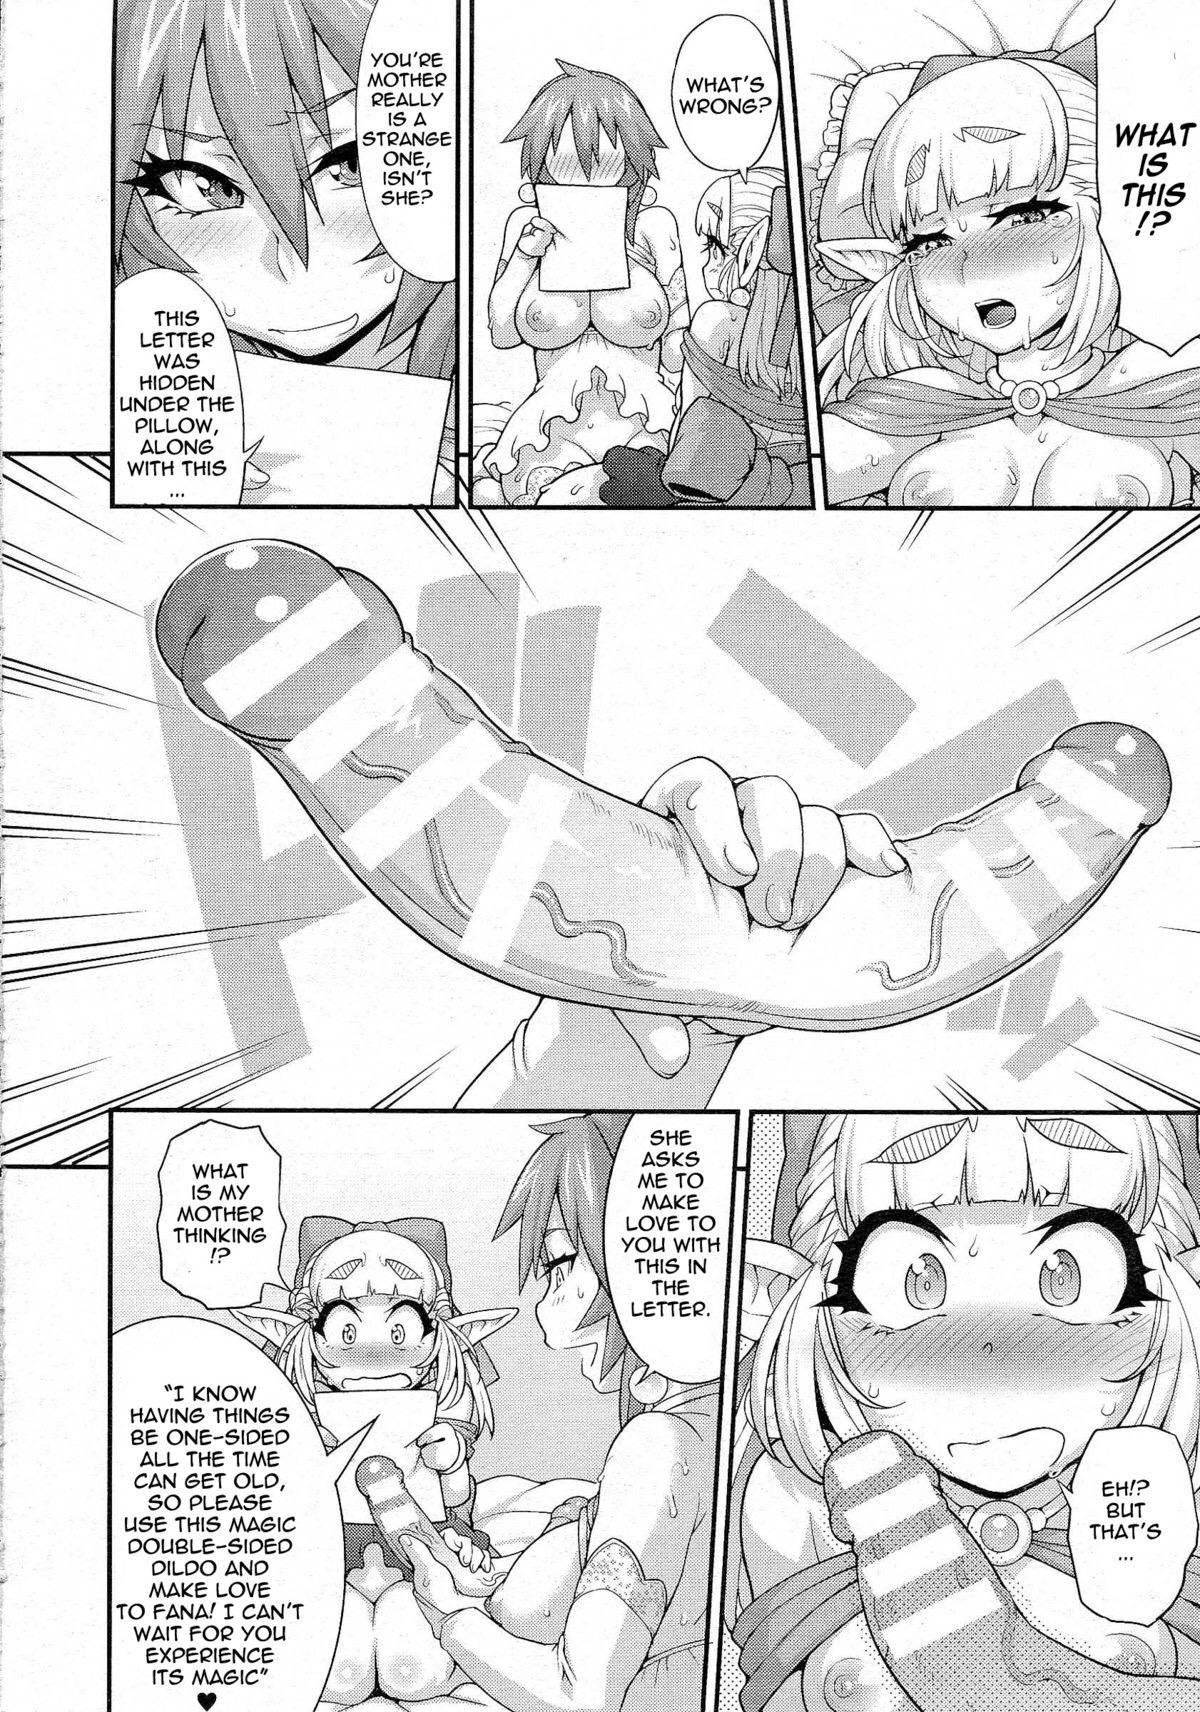 WHAT
IS
THIS
!?
WHAT'S
WRONG?
YOU'RE
MOTHER
REALLY
IS A
STRANGE
ONE,
ISN'T
SHE?
THIS
LETTER
WAS
HIDDEN
UNDER THE
PILLOW,
ALONG
WITH THIS
...
EH!?
BUT
THAT'S
...
SHE
ASKS
ME TO
MAKE
LOVE TO
YOU WITH
THIS IN
THE
LETTER.
WHAT
IS MY
MOTHER
THINKING
!?
"I KNOW
HAVING THINGS
BE ONE-SIDED
ALL THE TIME
CAN GET OLD,
SO PLEASE
USE THIS MAGIC
DOUBLE-SIDED
DILDO AND
MAKE LOVE
TO FANA! I CAN'T
WAIT FOR YOU
EXPERIENCE
ITS MAGIC"
♥